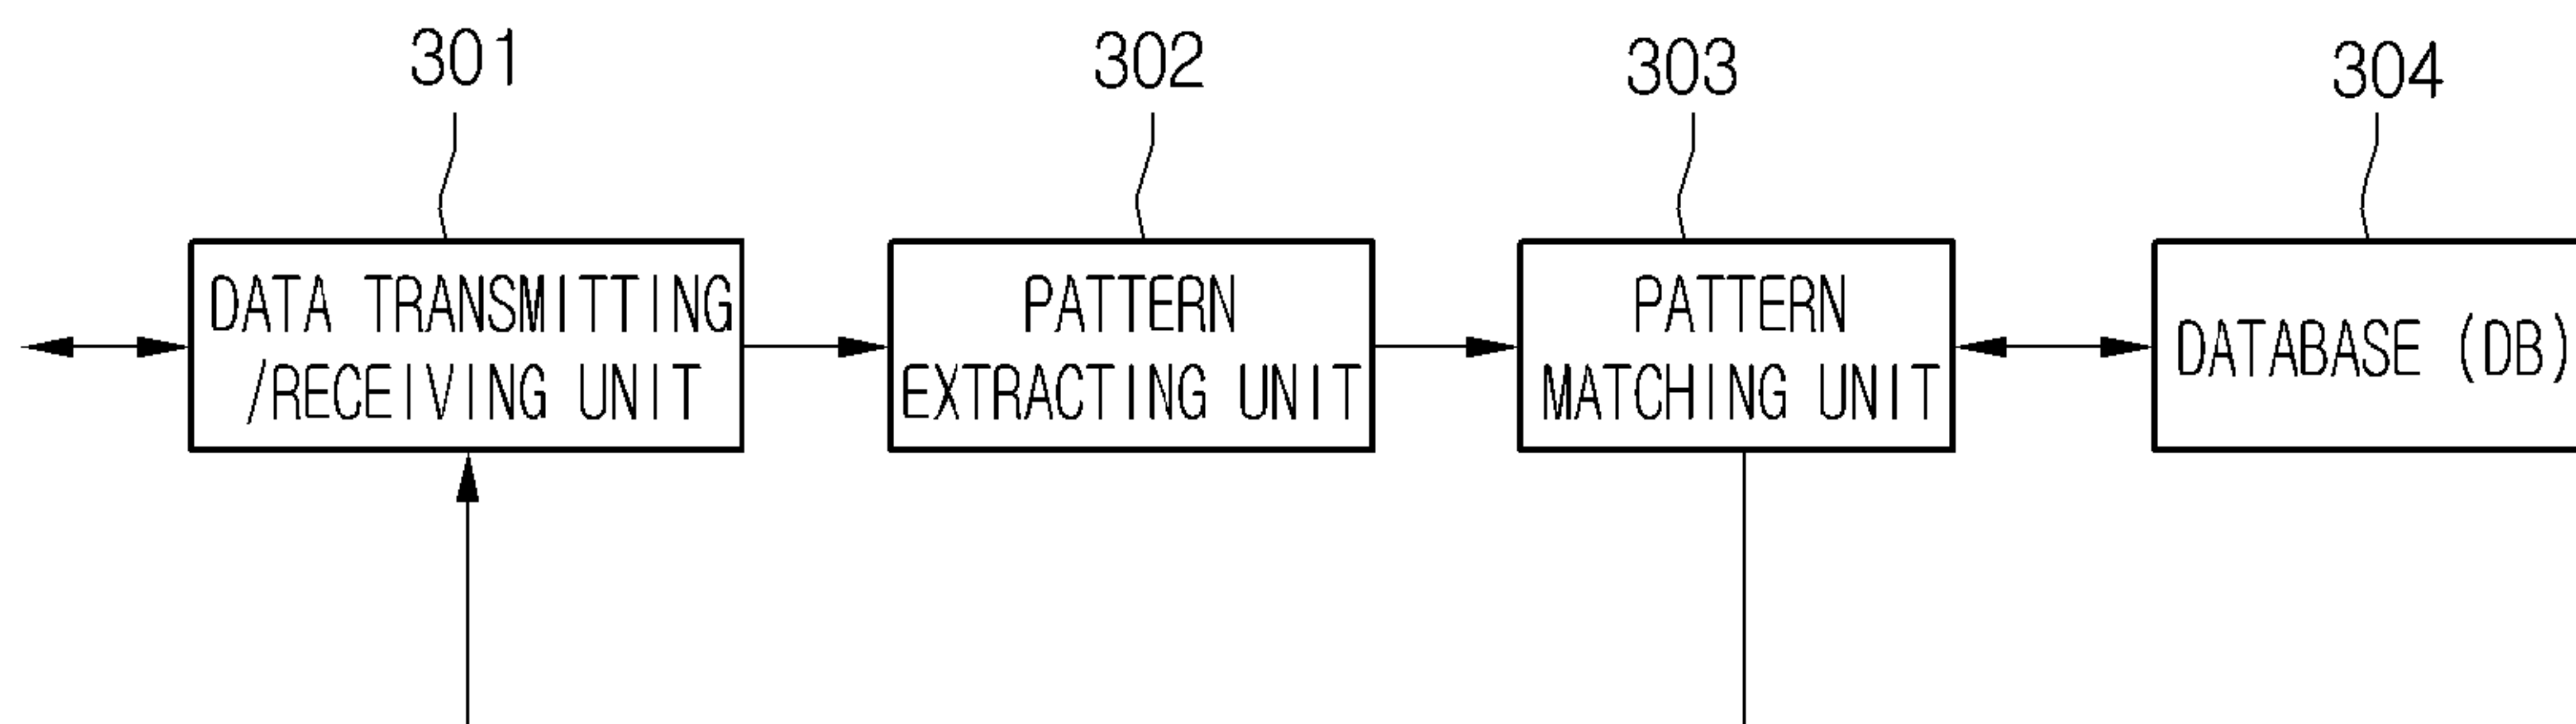 301
302
303
304
DATA TRANSMITTING
/RECEIVING UNIT
PATTERN
EXTRACTING UNIT
PATTERN
MATCHING UNIT
DATABASE (DB)